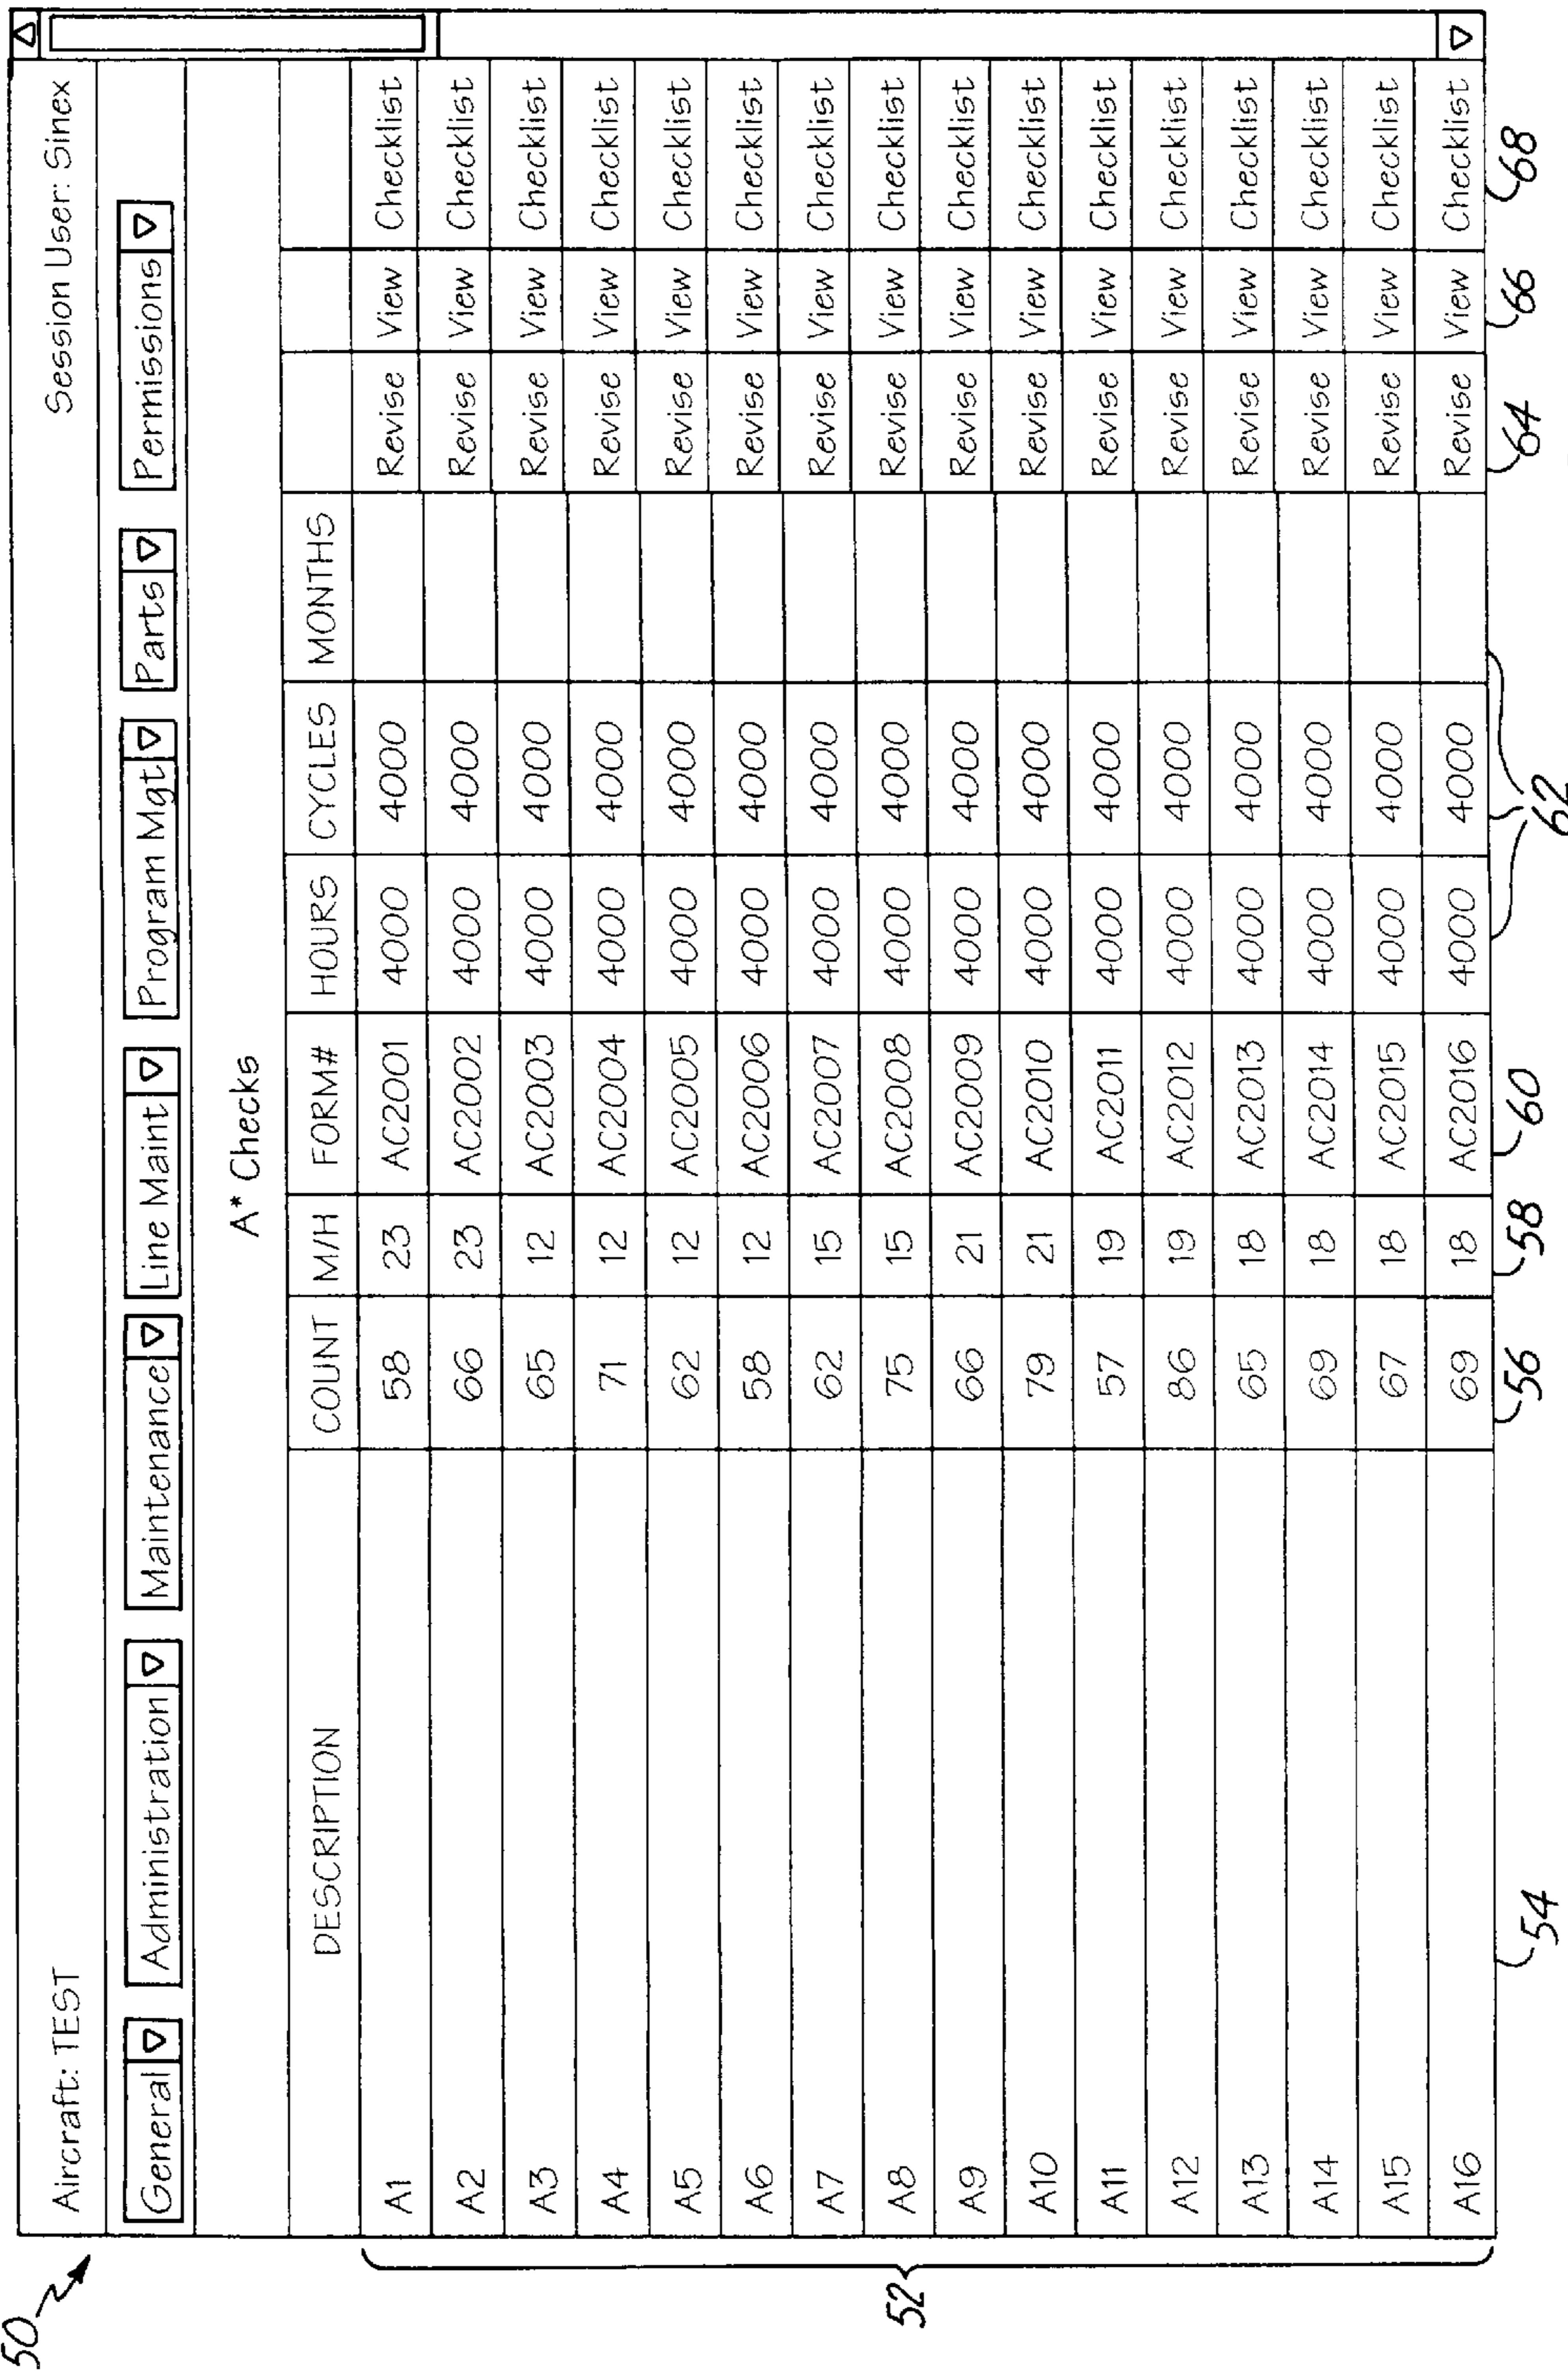 50
Aircraft: TEST Session User: Sinex
General Administration Maintenance Line Maint Program Mgt Parts Permissions
A* Checks
DESCRIPTION COUNT M/H FORM# HOURS CYCLES MONTHS
A1 58 23 AC2001 4000 4000 Revise View Checklist
A2 66 23 AC2002 4000 4000 Revise View Checklist
A3 65 12 AC2003 4000 4000 Revise View Checklist
A4 71 12 AC2004 4000 4000 Revise View Checklist
A5 62 12 AC2005 4000 4000 Revise View Checklist
A6 58 12 AC2006 4000 4000 Revise View Checklist
A7 62 15 AC2007 4000 4000 Revise View Checklist
52
A8 75 15 AC2008 4000 4000 Revise View Checklist
A9 66 21 AC2009 4000 4000 Revise View Checklist
A10 79 21 AC2010 4000 4000 Revise View Checklist
A11 57 19 AC2011 4000 4000 Revise View Checklist
A12 86 19 AC2012 4000 4000 Revise View Checklist
A13 65 18 AC2013 4000 4000 Revise View Checklist
A14 69 18 AC2014 4000 4000 Revise View Checklist
A15 67 18 AC2015 4000 4000 Revise View Checklist
A16 69 18 AC2016 4000 4000 Revise View Checklist
54 56 58 60 62 64 66 68